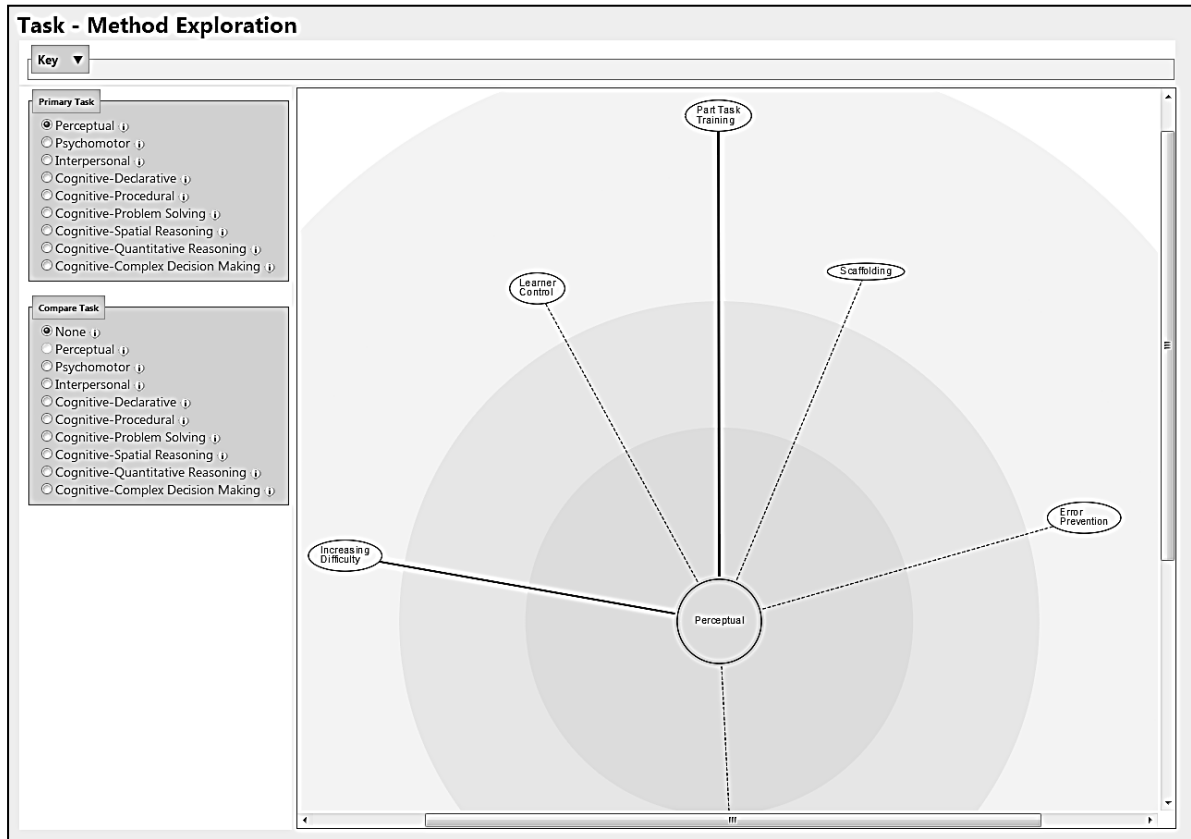 Task - Method Exploration
Key ▼
Primary Task
Perceptual i
Psychomotor i
Interpersonal i
Cognitive-Declarative i
Cognitive-Procedural i
Cognitive-Problem Solving i
Cognitive-Spatial Reasoning i
Cognitive-Quantitative Reasoning i
Cognitive-Complex Decision Making i
Compare Task
None i
Perceptual i
Psychomotor i
Interpersonal i
Cognitive-Declarative i
Cognitive-Procedural i
Cognitive-Problem Solving i
Cognitive-Spatial Reasoning i
Cognitive-Quantitative Reasoning i
Cognitive-Complex Decision Making i
Part Task
Training
Learner
Control
Scaffolding
Error
Prevention
Increasing
Difficulty
Perceptual